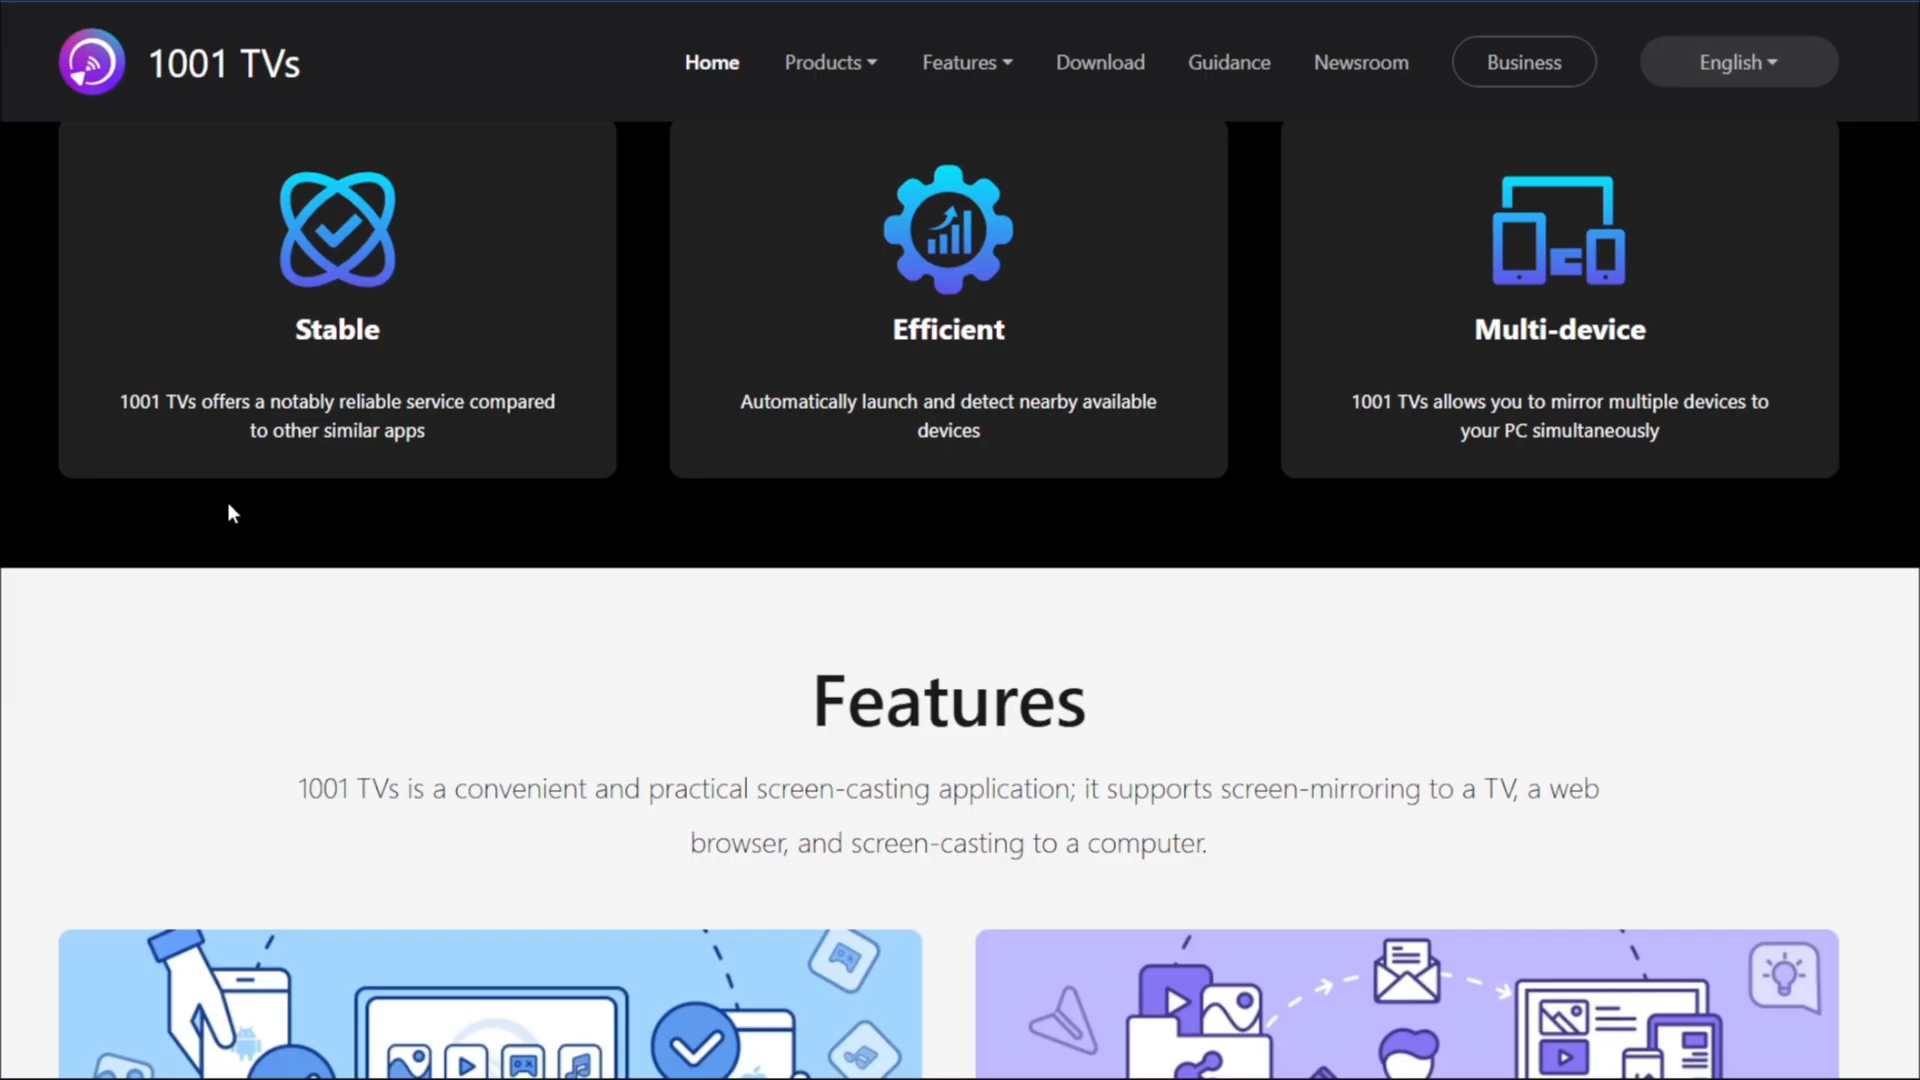 1001 TVs
Home
Products
Features
Download
Guidance
Newsroom
Business
English
Stable
1001 TVs offers a notably reliable service compared
to other similar apps
Efficient
Automatically launch and detect nearby available
devices
Multi-device
1001 TVs allows you to mirror multiple devices to
your PC simultaneously
Features
1001 TVs is a convenient and practical screen-casting application; it supports screen-mirroring to a TV, a web
browser, and screen-casting to a computer.